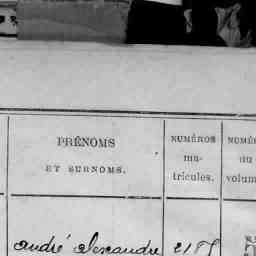 PRÉNOMS
ET SURNOMS.
NUMÉROS
ma-
tricules.
NUMÉ
du
volum
andré alexandre